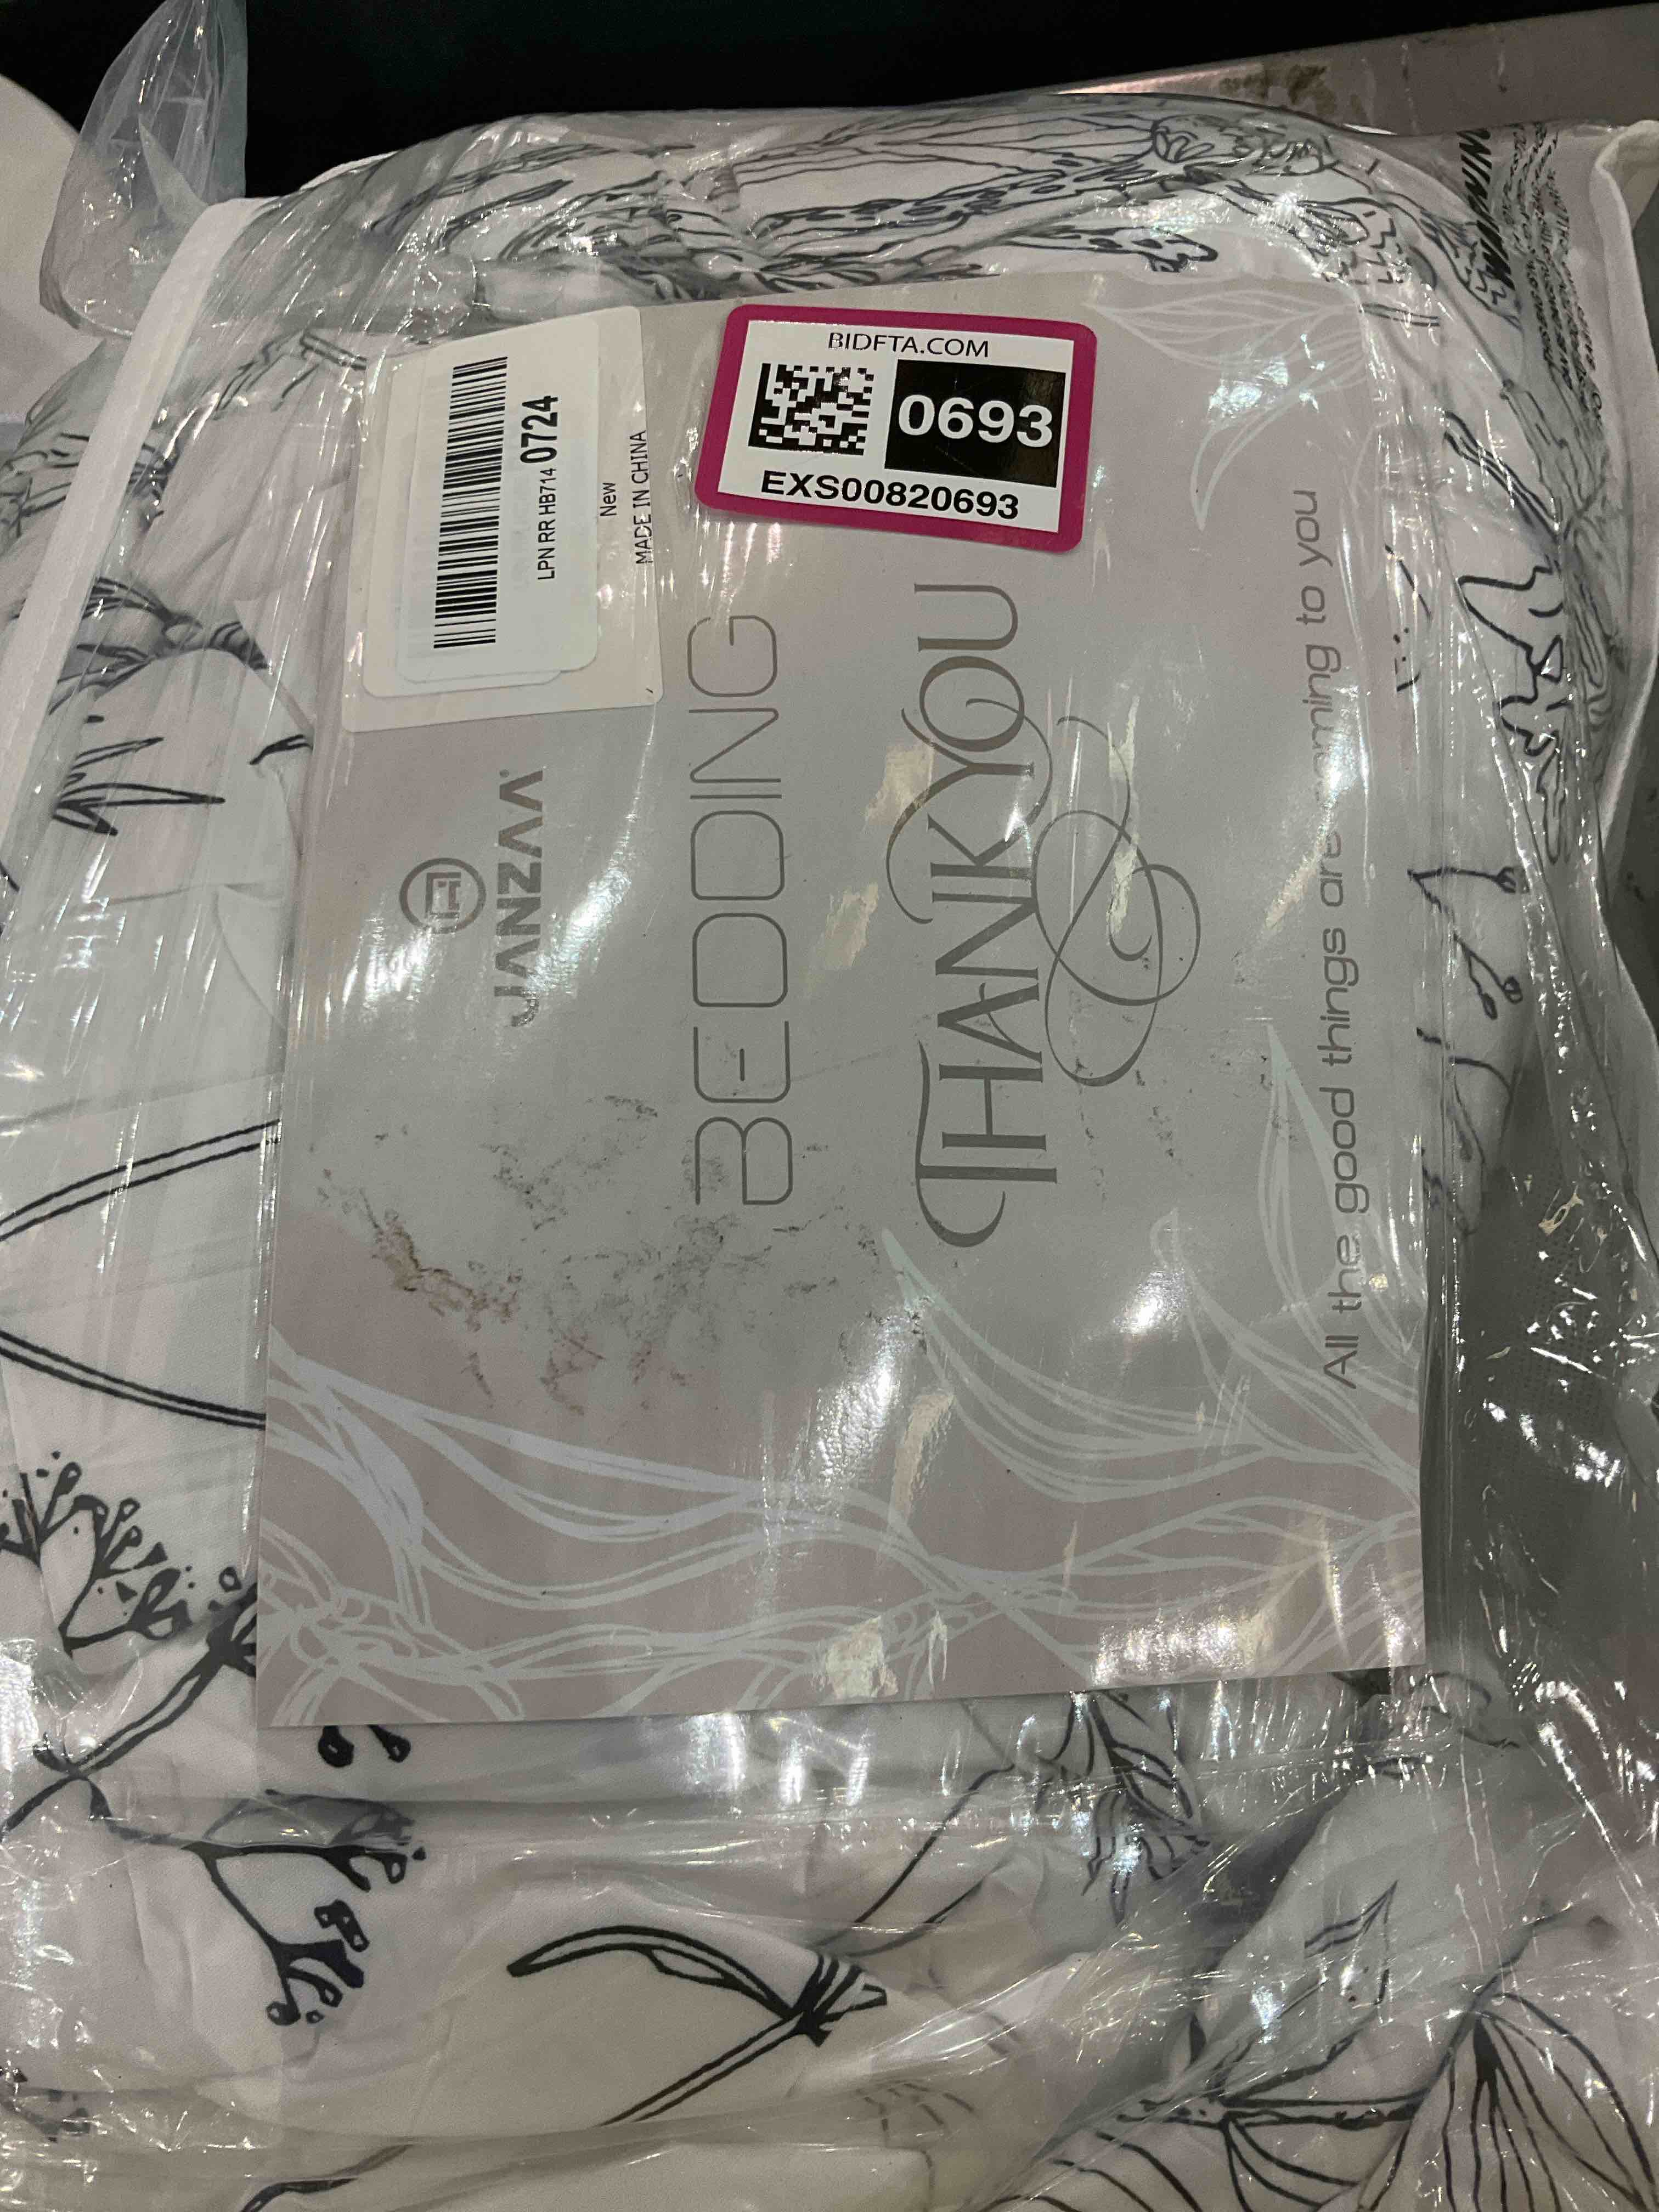 BIDFTA.COM
0693
EXS00820693
LPN RR HB714 0724
New
MADE IN CHINA
JANZAA
BEDDING
THANK YOU
All the good things are coming to you
WARNING